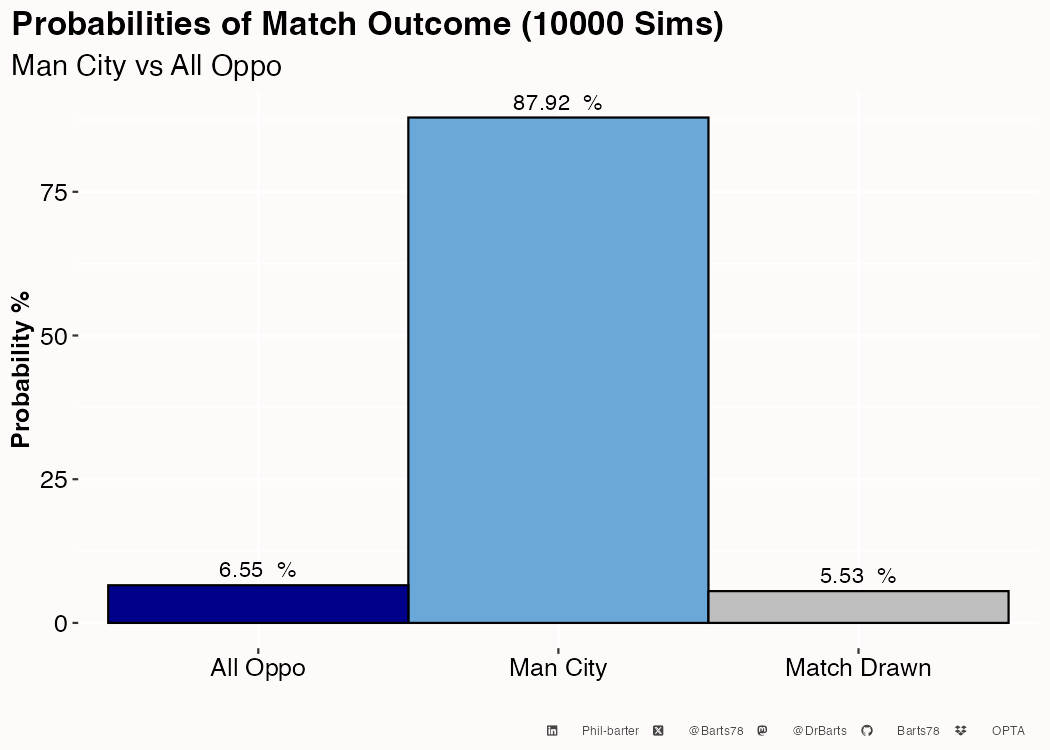 Probabilities of Match Outcome (10000 Sims)
Man City vs All Oppo
87.92 %
75
Probability %
50
25
6.55 %
5.53 %
0
All Oppo Man City Match Drawn
Phil-barter @Barts78 @DrBarts Barts78 OPTA